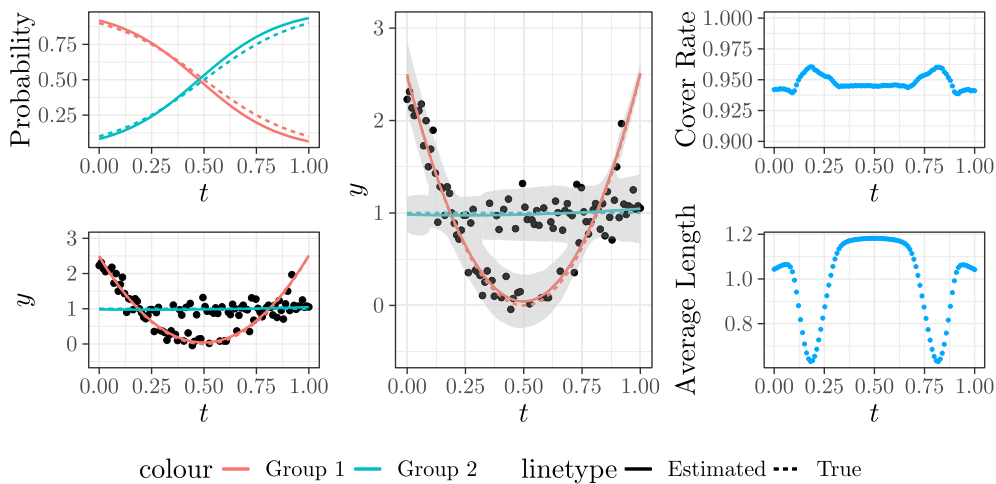 Probability
0.75
0.50
0.25
0.00 0.25 0.50 0.75 1.00
t
y
3
2
1
0
0.00 0.25 0.50 0.75 1.00
t
y
3
2
1
0
0.00 0.25 0.50 0.75 1.00
t
Cover Rate
1.000
0.975
0.950
0.925
0.900
0.00 0.25 0.50 0.75 1.00
t
Average Length
1.2
1.0
0.8
0.00 0.25 0.50 0.75 1.00
t
colour Group 1 Group 2 linetype Estimated True